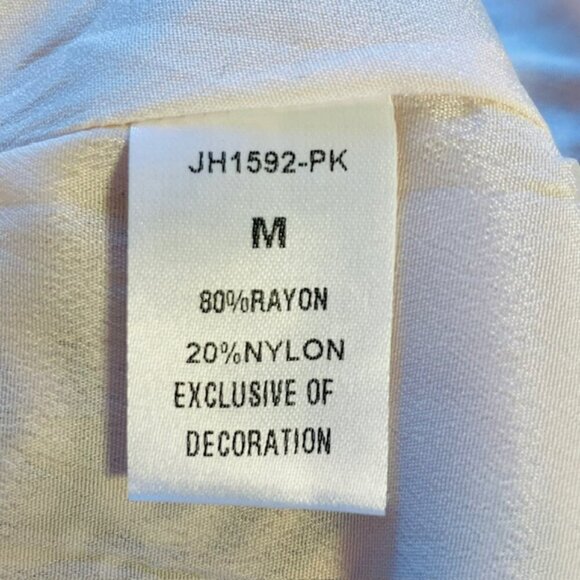 JH1592-PK
M
80%RAYON
20%NYLON
EXCLUSIVE OF
DECORATION